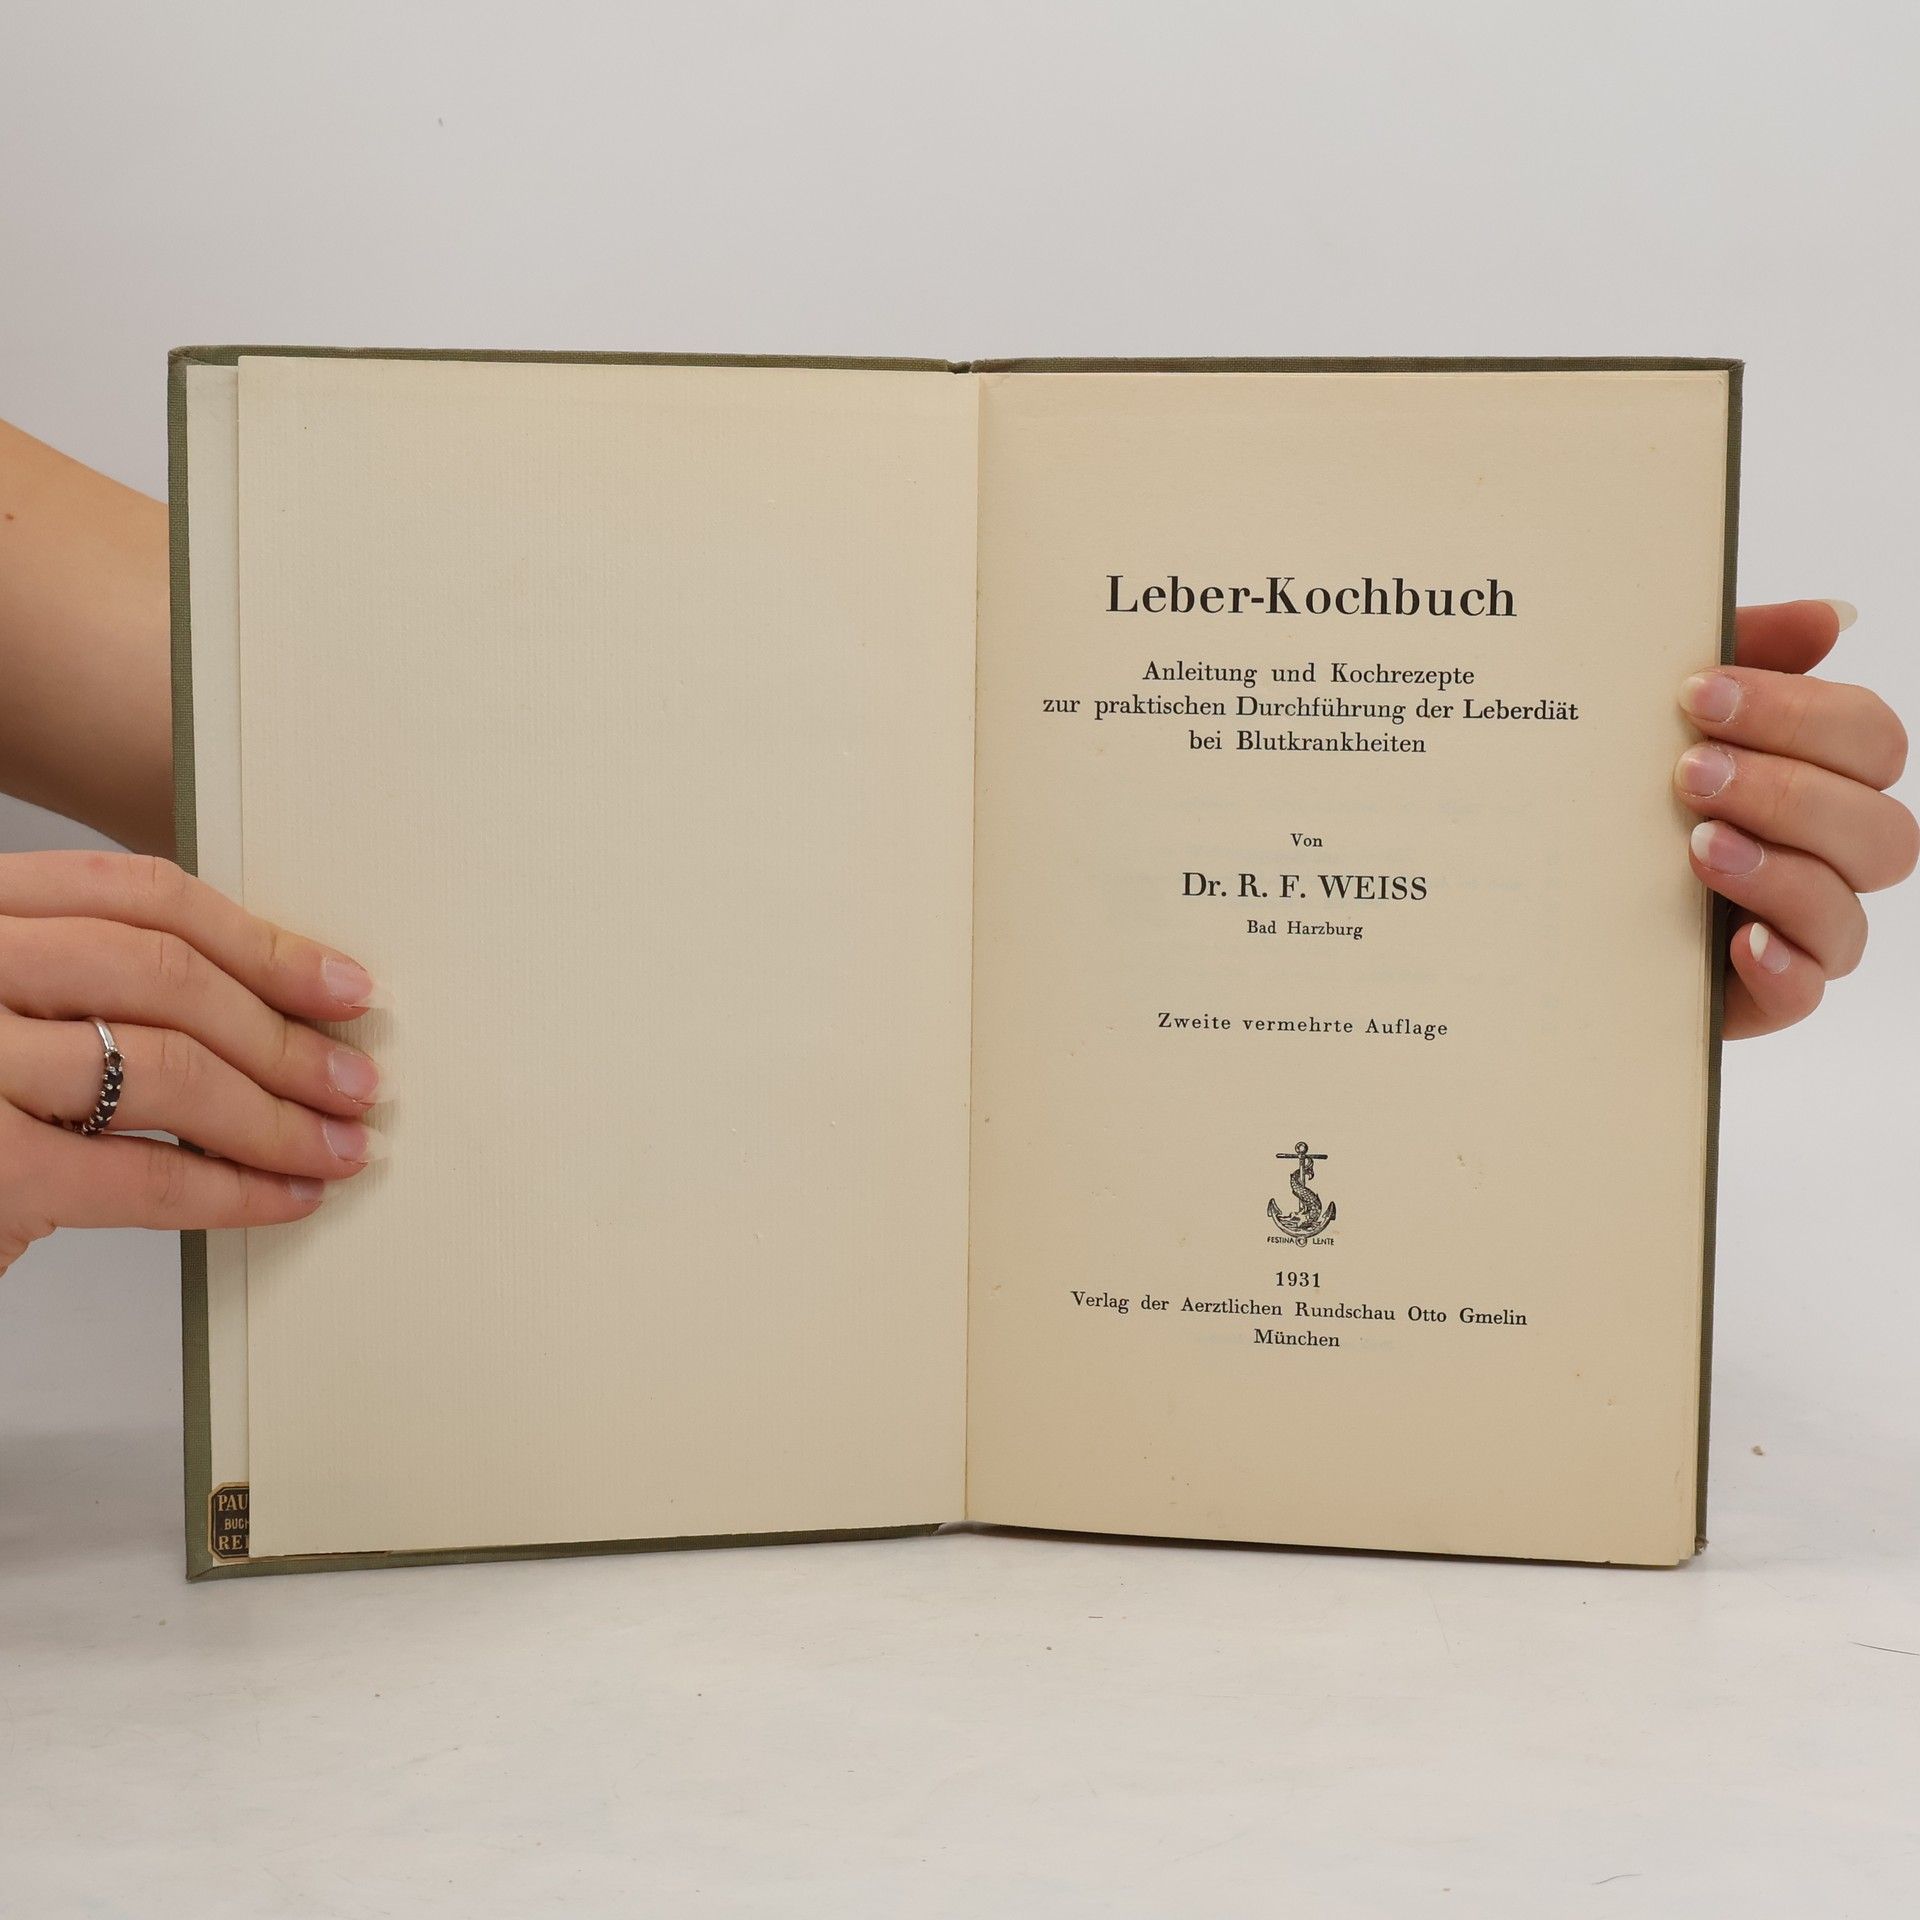 Leber-Kochbuch
Anleitung und Kochrezepte
zur praktischen Durchführung der Leberdiät
bei Blutkrankheiten
Von
Dr. R. F. WEISS
Bad Harzburg
Zweite vermehrte Auflage
FESTINA LENTE
1931
Verlag der Aerztlichen Rundschau Otto Gmelin
München